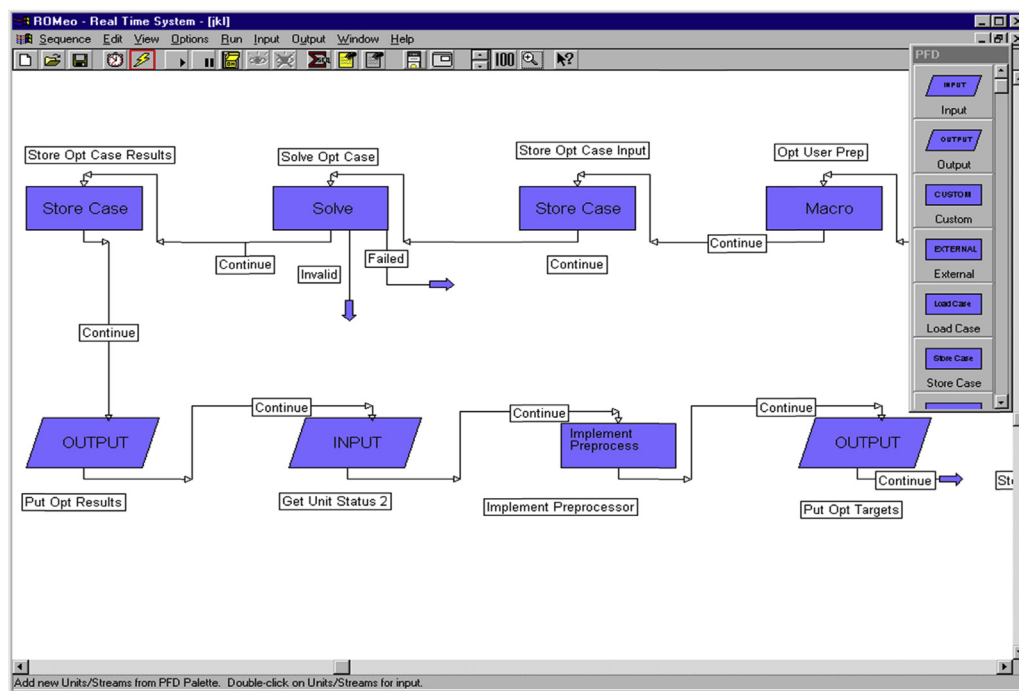 ROMeo - Real Time System - [jkl]
Sequence Edit View Options Run Input Output Window Help
100
PFD
INPUT
Input
OUTPUT
Output
CUSTOM
Custom
EXTERNAL
External
Load Case
Load Case
Store Case
Store Case
Store Opt Case Results
Solve Opt Case
Store Opt Case Input
Opt User Prep
Store Case
Solve
Store Case
Macro
Continue
Invalid
Failed
Continue
Continue
Continue
Continue
Continue
Continue
OUTPUT
INPUT
Implement
Preprocess
OUTPUT
Continue
Put Opt Results
Get Unit Status 2
Implement Preprocessor
Put Opt Targets
Add new Units/Streams from PFD Palette. Double-click on Units/Streams for input.